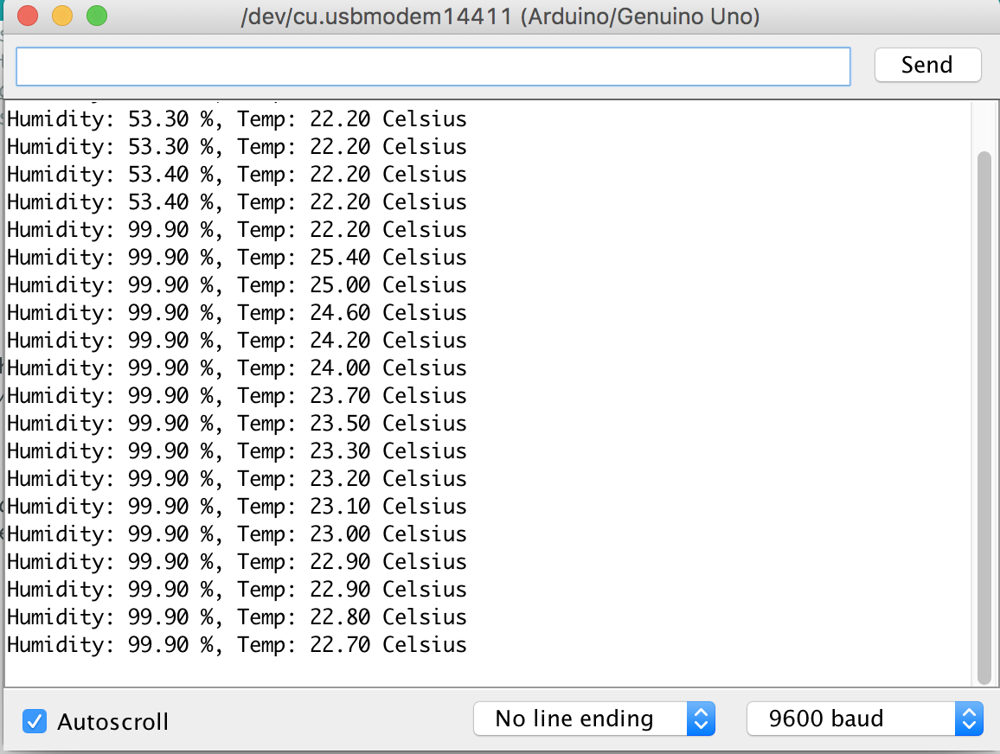 /dev/cu.usbmodem14411 (Arduino/Genuino Uno)
Send
Humidity: 53.30 %, Temp: 22.20 Celsius
Humidity: 53.30 %, Temp: 22.20 Celsius
Humidity: 53.40 %, Temp: 22.20 Celsius
Humidity: 53.40 %, Temp: 22.20 Celsius
Humidity: 99.90 %, Temp: 22.20 Celsius
Humidity: 99.90 %, Temp: 25.40 Celsius
Humidity: 99.90 %, Temp: 25.00 Celsius
Humidity: 99.90 %, Temp: 24.60 Celsius
Humidity: 99.90 %, Temp: 24.20 Celsius
Humidity: 99.90 %, Temp: 24.00 Celsius
Humidity: 99.90 %, Temp: 23.70 Celsius
Humidity: 99.90 %, Temp: 23.50 Celsius
Humidity: 99.90 %, Temp: 23.30 Celsius
Humidity: 99.90 %, Temp: 23.20 Celsius
Humidity: 99.90 %, Temp: 23.10 Celsius
Humidity: 99.90 %, Temp: 23.00 Celsius
Humidity: 99.90 %, Temp: 22.90 Celsius
Humidity: 99.90 %, Temp: 22.90 Celsius
Humidity: 99.90 %, Temp: 22.80 Celsius
Humidity: 99.90 %, Temp: 22.70 Celsius
Autoscroll
No line ending
9600 baud